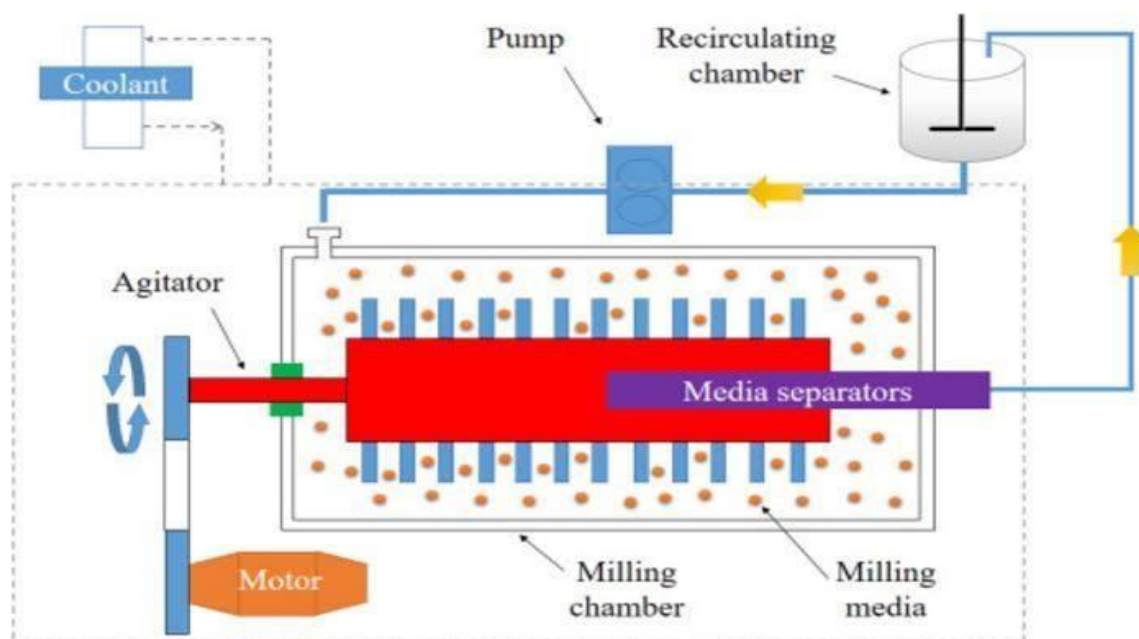 Pump
Recirculating
chamber
Coolant
Agitator
Media separators
Motor
Milling
chamber
Milling
media